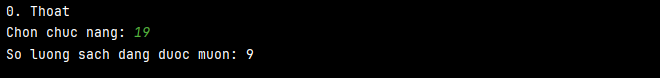 0. Thoat
Chon chuc nang: 19
So luong sach dang duoc muon: 9